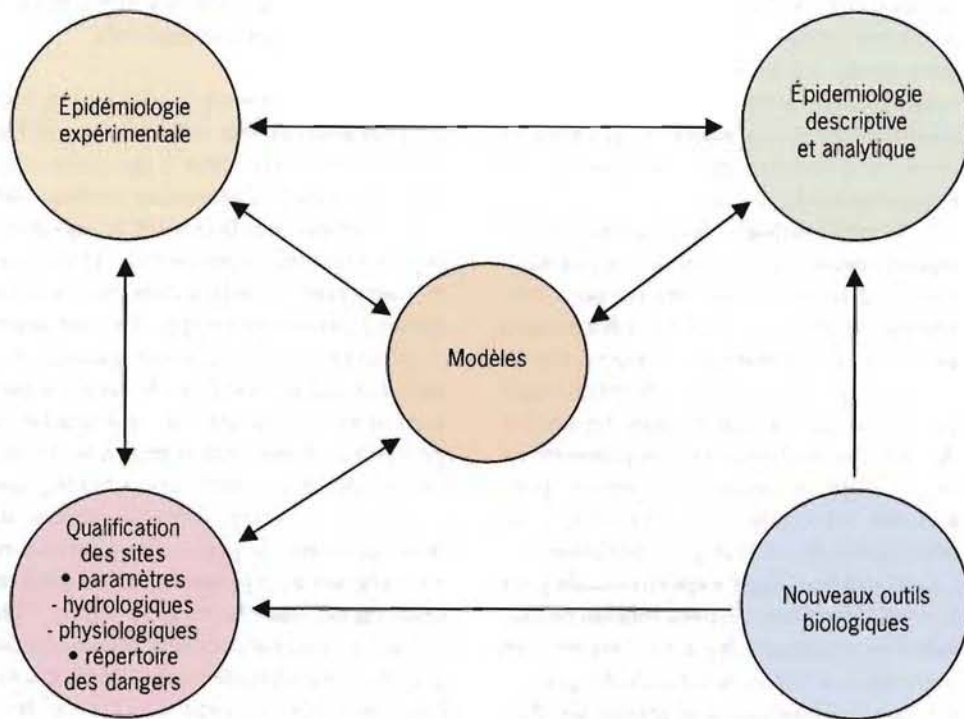 Épidémiologie
expérimentale
Épidemiologie
descriptive
et analytique
Modèles
Qualification
des sites
• paramètres
- hydrologiques
- physiologiques
• répertoire
des dangers
Nouveaux outils
biologiques